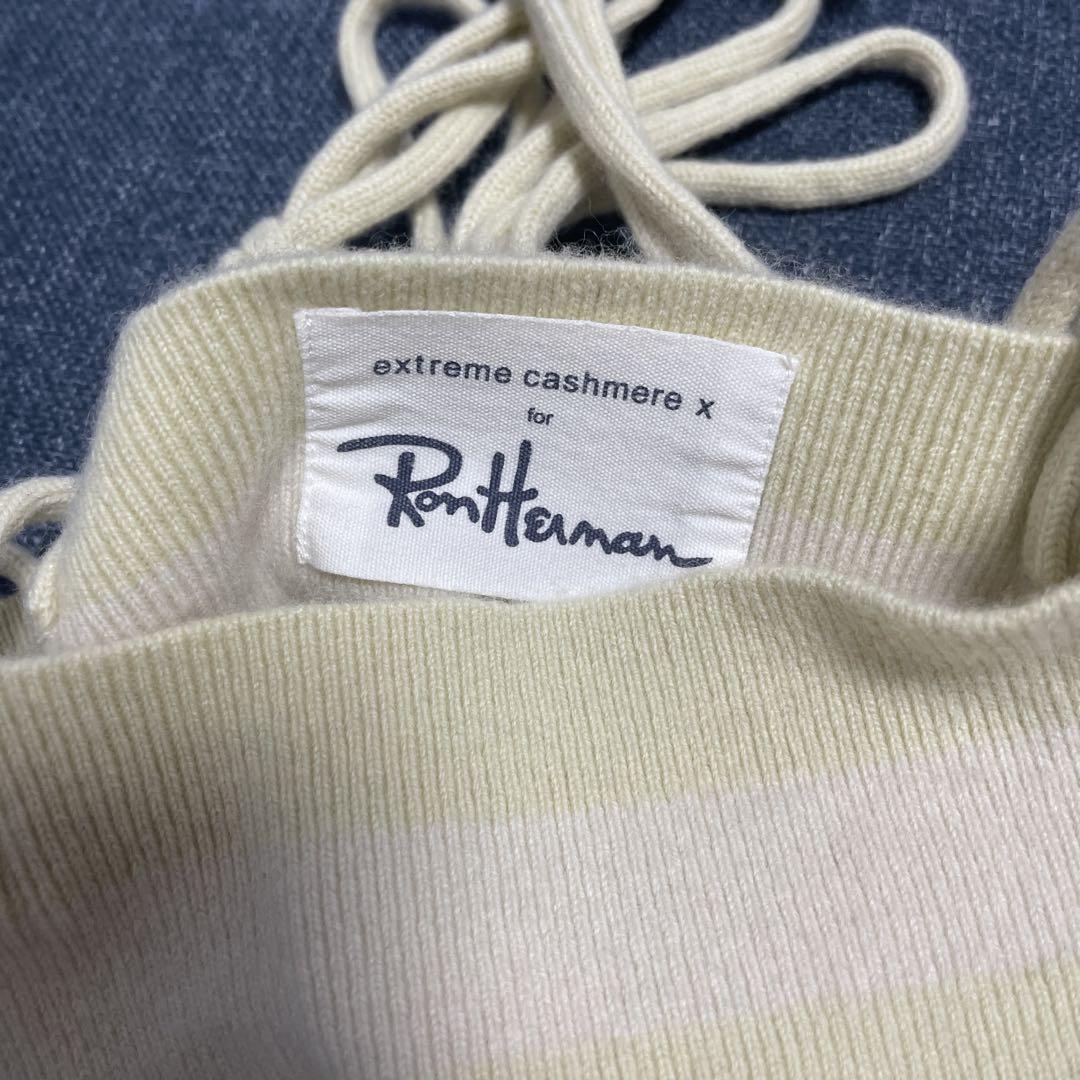 extreme cashmere x
for
Ron Herman